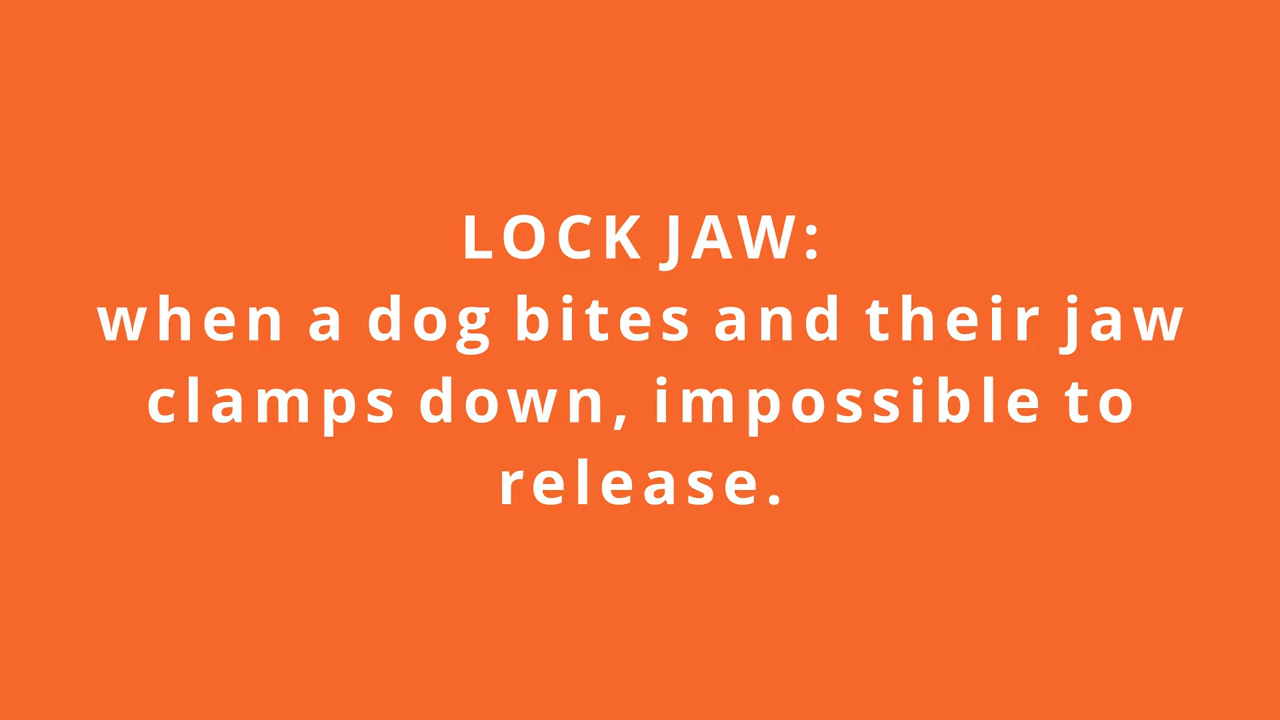 LOCK JAW:
when a dog bites and their jaw
clamps down, impossible to
release.